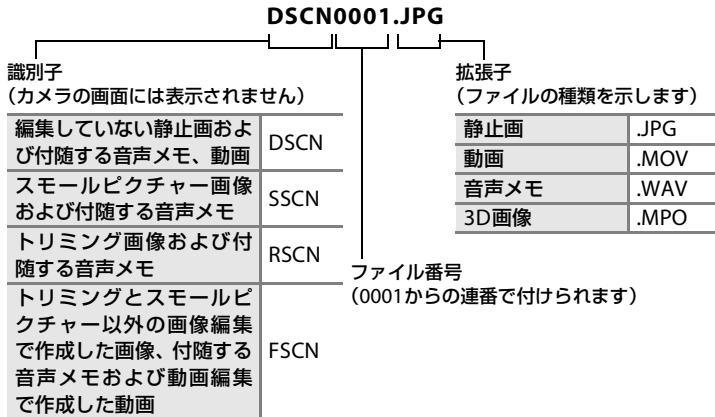 DSCN0001.JPG
識別子
（カメラの画面には表示されません）
編集していない静止画およ
び付随する音声メモ、動画
DSCN
スモールピクチャー画像
および付随する音声メモ
SSCN
トリミング画像および付
随する音声メモ
RSCN
トリミングとスモールピ
クチャー以外の画像編集
で作成した画像、付随する
音声メモおよび動画編集
で作成した動画
FSCN
ファイル番号
（0001からの連番で付けられます）
拡張子
（ファイルの種類を示します）
静止画 .JPG
動画 .MOV
音声メモ .WAV
3D画像 .MPO